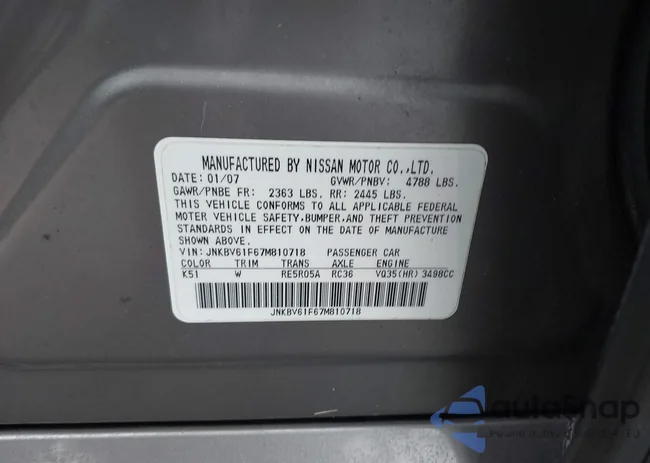 MANUFACTURED BY NISSAN MOTOR CO.,LTD.
DATE: 01/07 GVWR/PNBV: 4788 LBS.
GAWR/PNBE FR: 2363 LBS. RR: 2445 LBS.
THIS VEHICLE CONFORMS TO ALL APPLICABLE FEDERAL
MOTOR VEHICLE SAFETY,BUMPER,AND THEFT PREVENTION
STANDARDS IN EFFECT ON THE DATE OF MANUFACTURE
SHOWN ABOVE.
VIN: JNKBV61F67M810718 PASSENGER CAR
COLOR TRIM TRANS AXLE ENGINE
K51 W RE5R05A RC36 VQ35(HR) 3498CC
JNKBV61F67M810718
autoSnap